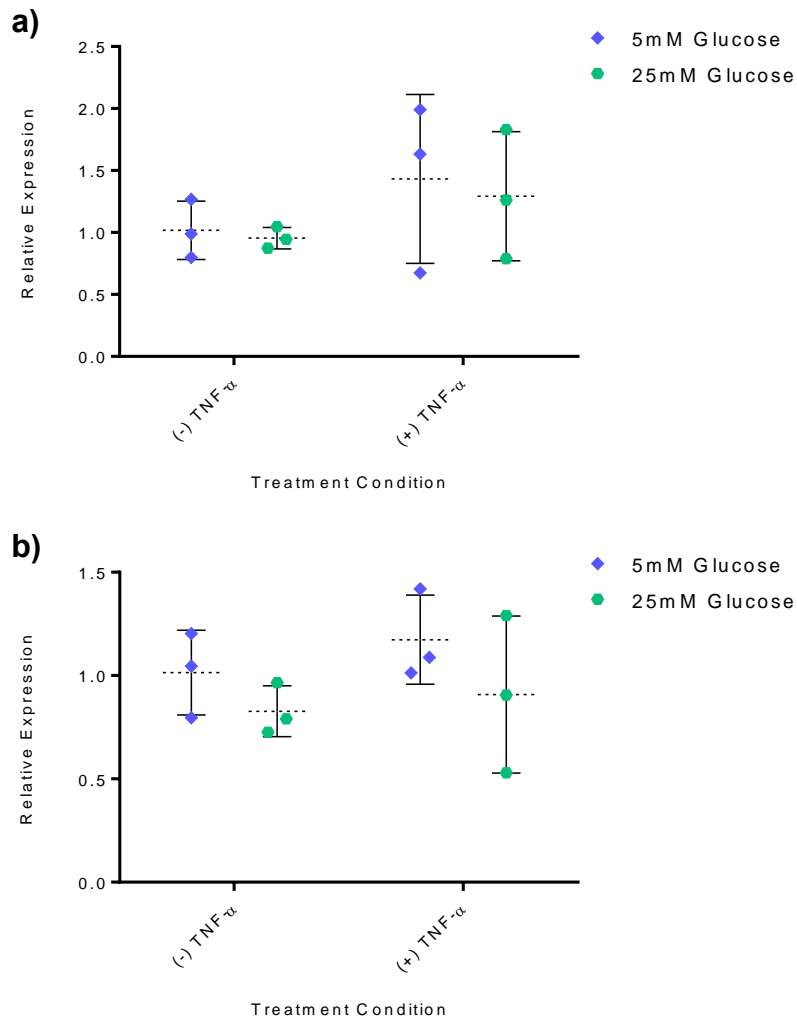 a)
5mM Glucose
25mM Glucose
2.5
2.0
1.5
1.0
0.5
0.0
Relative Expression
(-) TNF-α
(+) TNF-α
Treatment Condition
b)
5mM Glucose
25mM Glucose
1.5
1.0
0.5
0.0
Relative Expression
(-) TNF-α
(+) TNF-α
Treatment Condition